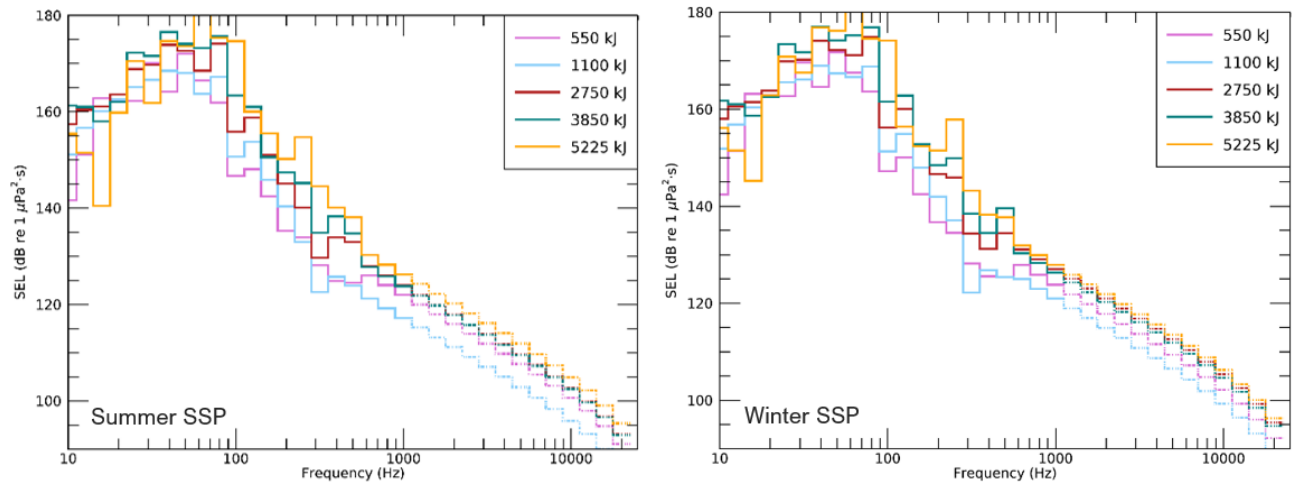 180
160
140
120
100
SEL (dB re 1 μPa²·s)
550 kJ
1100 kJ
2750 kJ
3850 kJ
5225 kJ
Summer SSP
10
100
1000
10000
Frequency (Hz)
180
160
140
120
100
SEL (dB re 1 μPa²·s)
550 kJ
1100 kJ
2750 kJ
3850 kJ
5225 kJ
Winter SSP
10
100
1000
10000
Frequency (Hz)